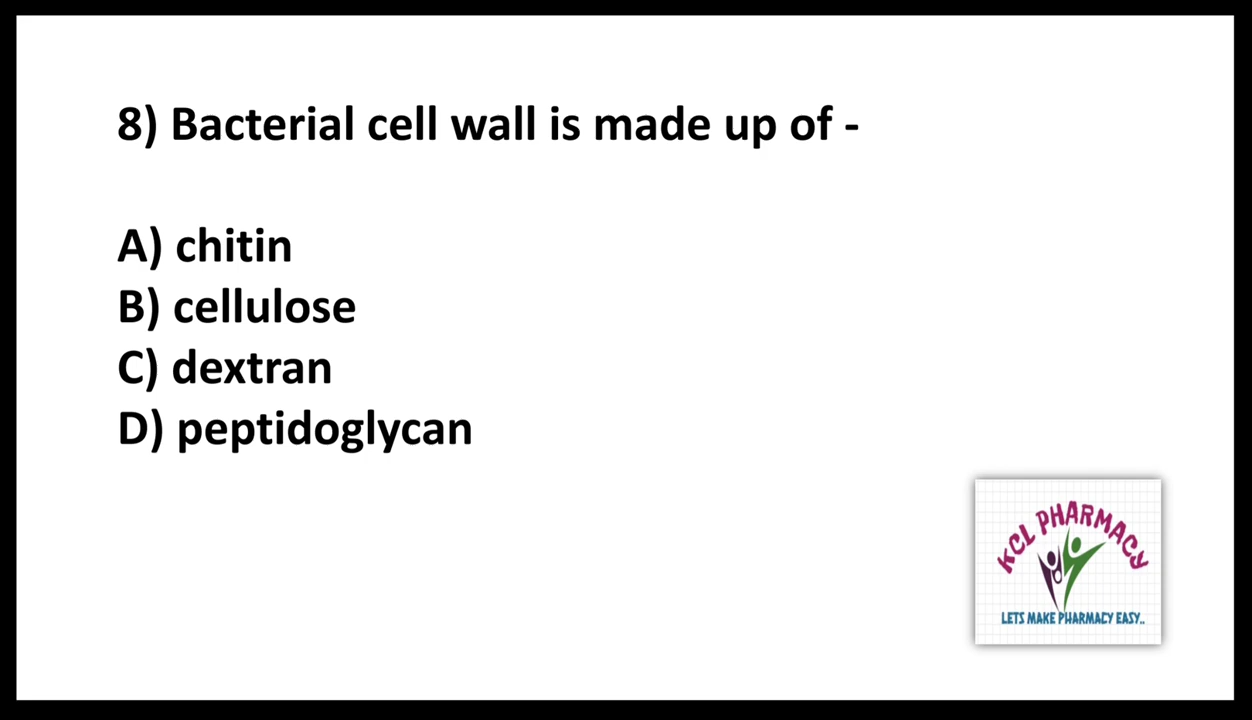 8) Bacterial cell wall is made up of -
A) chitin
B) cellulose
C) dextran
D) peptidoglycan
KCL PHARMACY
LETS MAKE PHARMACY EASY..